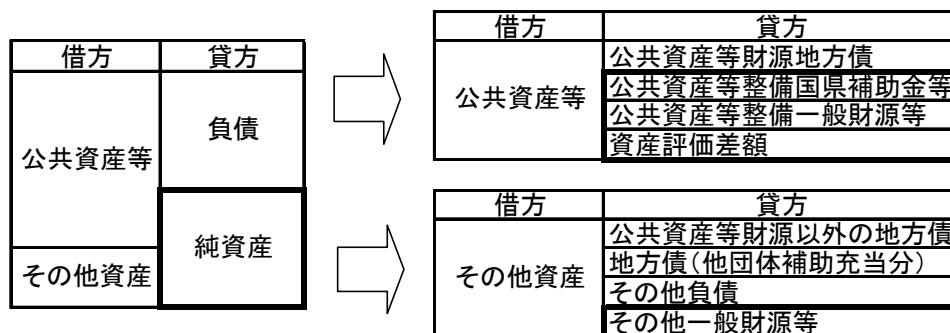 借方 貸方
公共資産等 負債
その他資産 純資産
借方 貸方
公共資産等 公共資産等財源地方債
公共資産等整備国県補助金等
公共資産等整備一般財源等
資産評価差額
借方 貸方
その他資産 公共資産等財源以外の地方債
地方債(他団体補助充当分)
その他負債
その他一般財源等